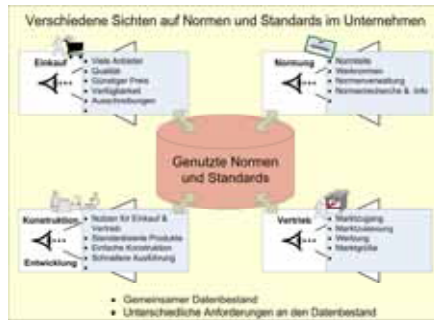 Verschiedene Sichten auf Normen und Standards im Unternehmen
Einkauf
• Viele Anbieter
• Qualität
• Günstiger Preis
• Verfügbarkeit
• Ausschreibungen
Normung
• Normteile
• Werknormen
• Normenverwaltung
• Normenrecherche & Info
Genutzte Normen
und Standards
Konstruktion
Entwicklung
• Nutzen für Einkauf &
Vertrieb
• Standardisierte Produkte
• Einfache Konstruktion
• Schnellere Ausführung
Vertrieb
• Marktzugang
• Marktzulassung
• Werbung
• Marktgröße
• Gemeinsamer Datenbestand
• Unterschiedliche Anforderungen an den Datenbestand